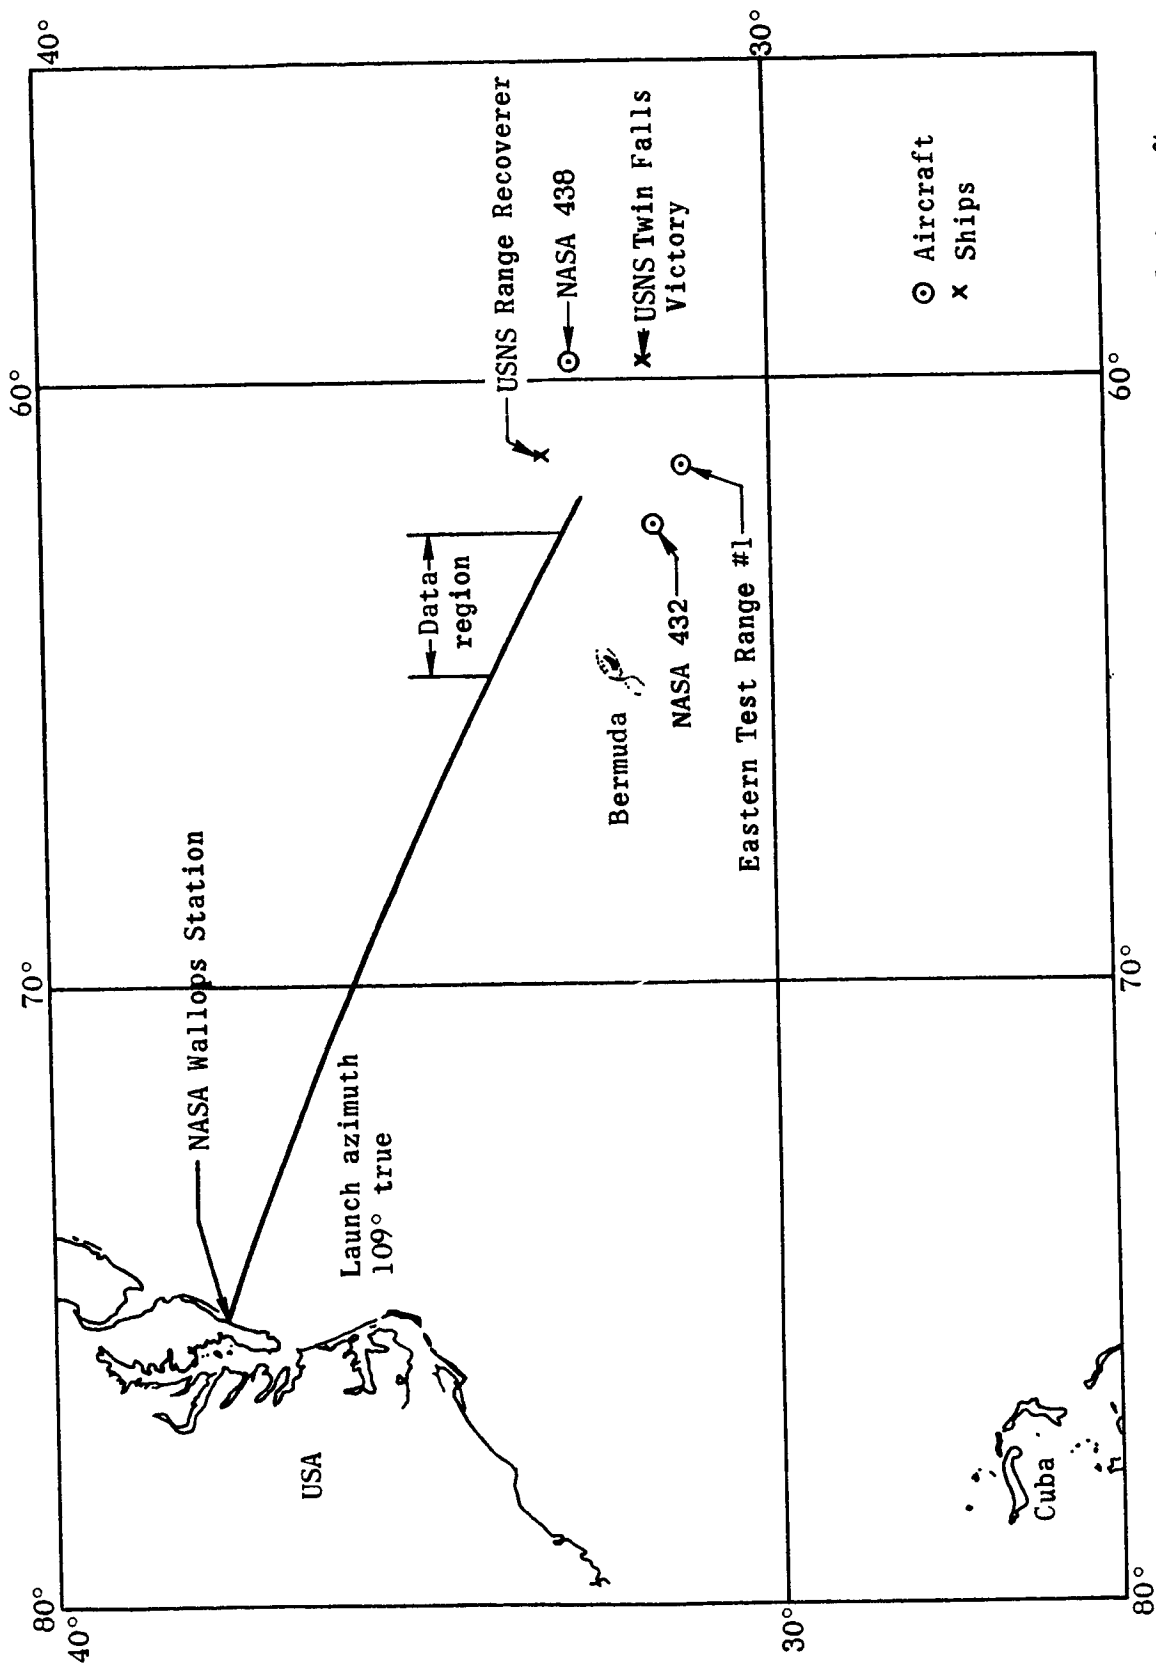 80°
70°
60°
40°
40°
NASA Wallops Station
USA
Launch azimuth
109° true
Data
region
USNS Range Recoverer
NASA 438
USNS Twin Falls
Victory
Bermuda
NASA 432
Eastern Test Range #1
30°
30°
Aircraft
Ships
Cuba
80°
70°
60°